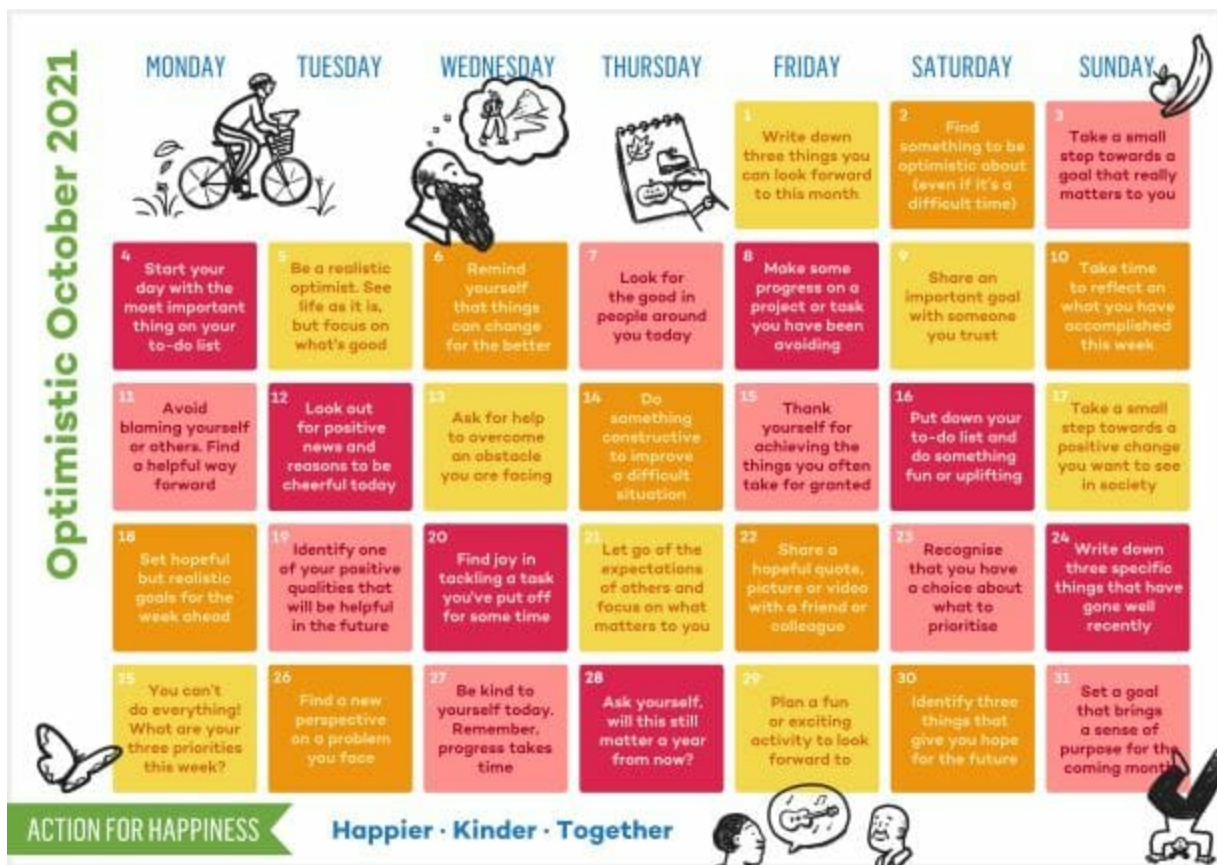 Optimistic October 2021
MONDAY
TUESDAY
WEDNESDAY
THURSDAY
FRIDAY
SATURDAY
SUNDAY
1
Write down
three things you
can look forward
to this month
2
Find
something to be
optimistic about
(even if it's a
difficult time)
3
Take a small
step towards a
goal that really
matters to you
4
Start your
day with the
most important
thing on your
to-do list
5
Be a realistic
optimist. See
life as it is,
but focus on
what's good
6
Remind
yourself
that things
can change
for the better
7
Look for
the good in
people around
you today
8
Make some
progress on a
project or task
you have been
avoiding
9
Share an
important goal
with someone
you trust
10
Take time
to reflect on
what you have
accomplished
this week
11
Avoid
blaming yourself
or others. Find
a helpful way
forward
12
Look out
for positive
news and
reasons to be
cheerful today
13
Ask for help
to overcome
an obstacle
you are facing
14
Do
something
constructive
to improve
a difficult
situation
15
Thank
yourself for
achieving the
things you often
take for granted
16
Put down your
to-do list and
do something
fun or uplifting
17
Take a small
step towards a
positive change
you want to see
in society
18
Set hopeful
but realistic
goals for the
week ahead
19
Identify one
of your positive
qualities that
will be helpful
in the future
20
Find joy in
tackling a task
you've put off
for some time
21
Let go of the
expectations
of others and
focus on what
matters to you
22
Share a
hopeful quote,
picture or video
with a friend or
colleague
23
Recognise
that you have
a choice about
what to
prioritise
24
Write down
three specific
things that have
gone well
recently
25
You can't
do everything!
What are your
three priorities
this week?
26
Find a new
perspective
on a problem
you face
27
Be kind to
yourself today.
Remember,
progress takes
time
28
Ask yourself,
will this still
matter a year
from now?
29
Plan a fun
or exciting
activity to look
forward to
30
Identify three
things that
give you hope
for the future
31
Set a goal
that brings
a sense of
purpose for the
coming month
ACTION FOR HAPPINESS
Happier · Kinder · Together